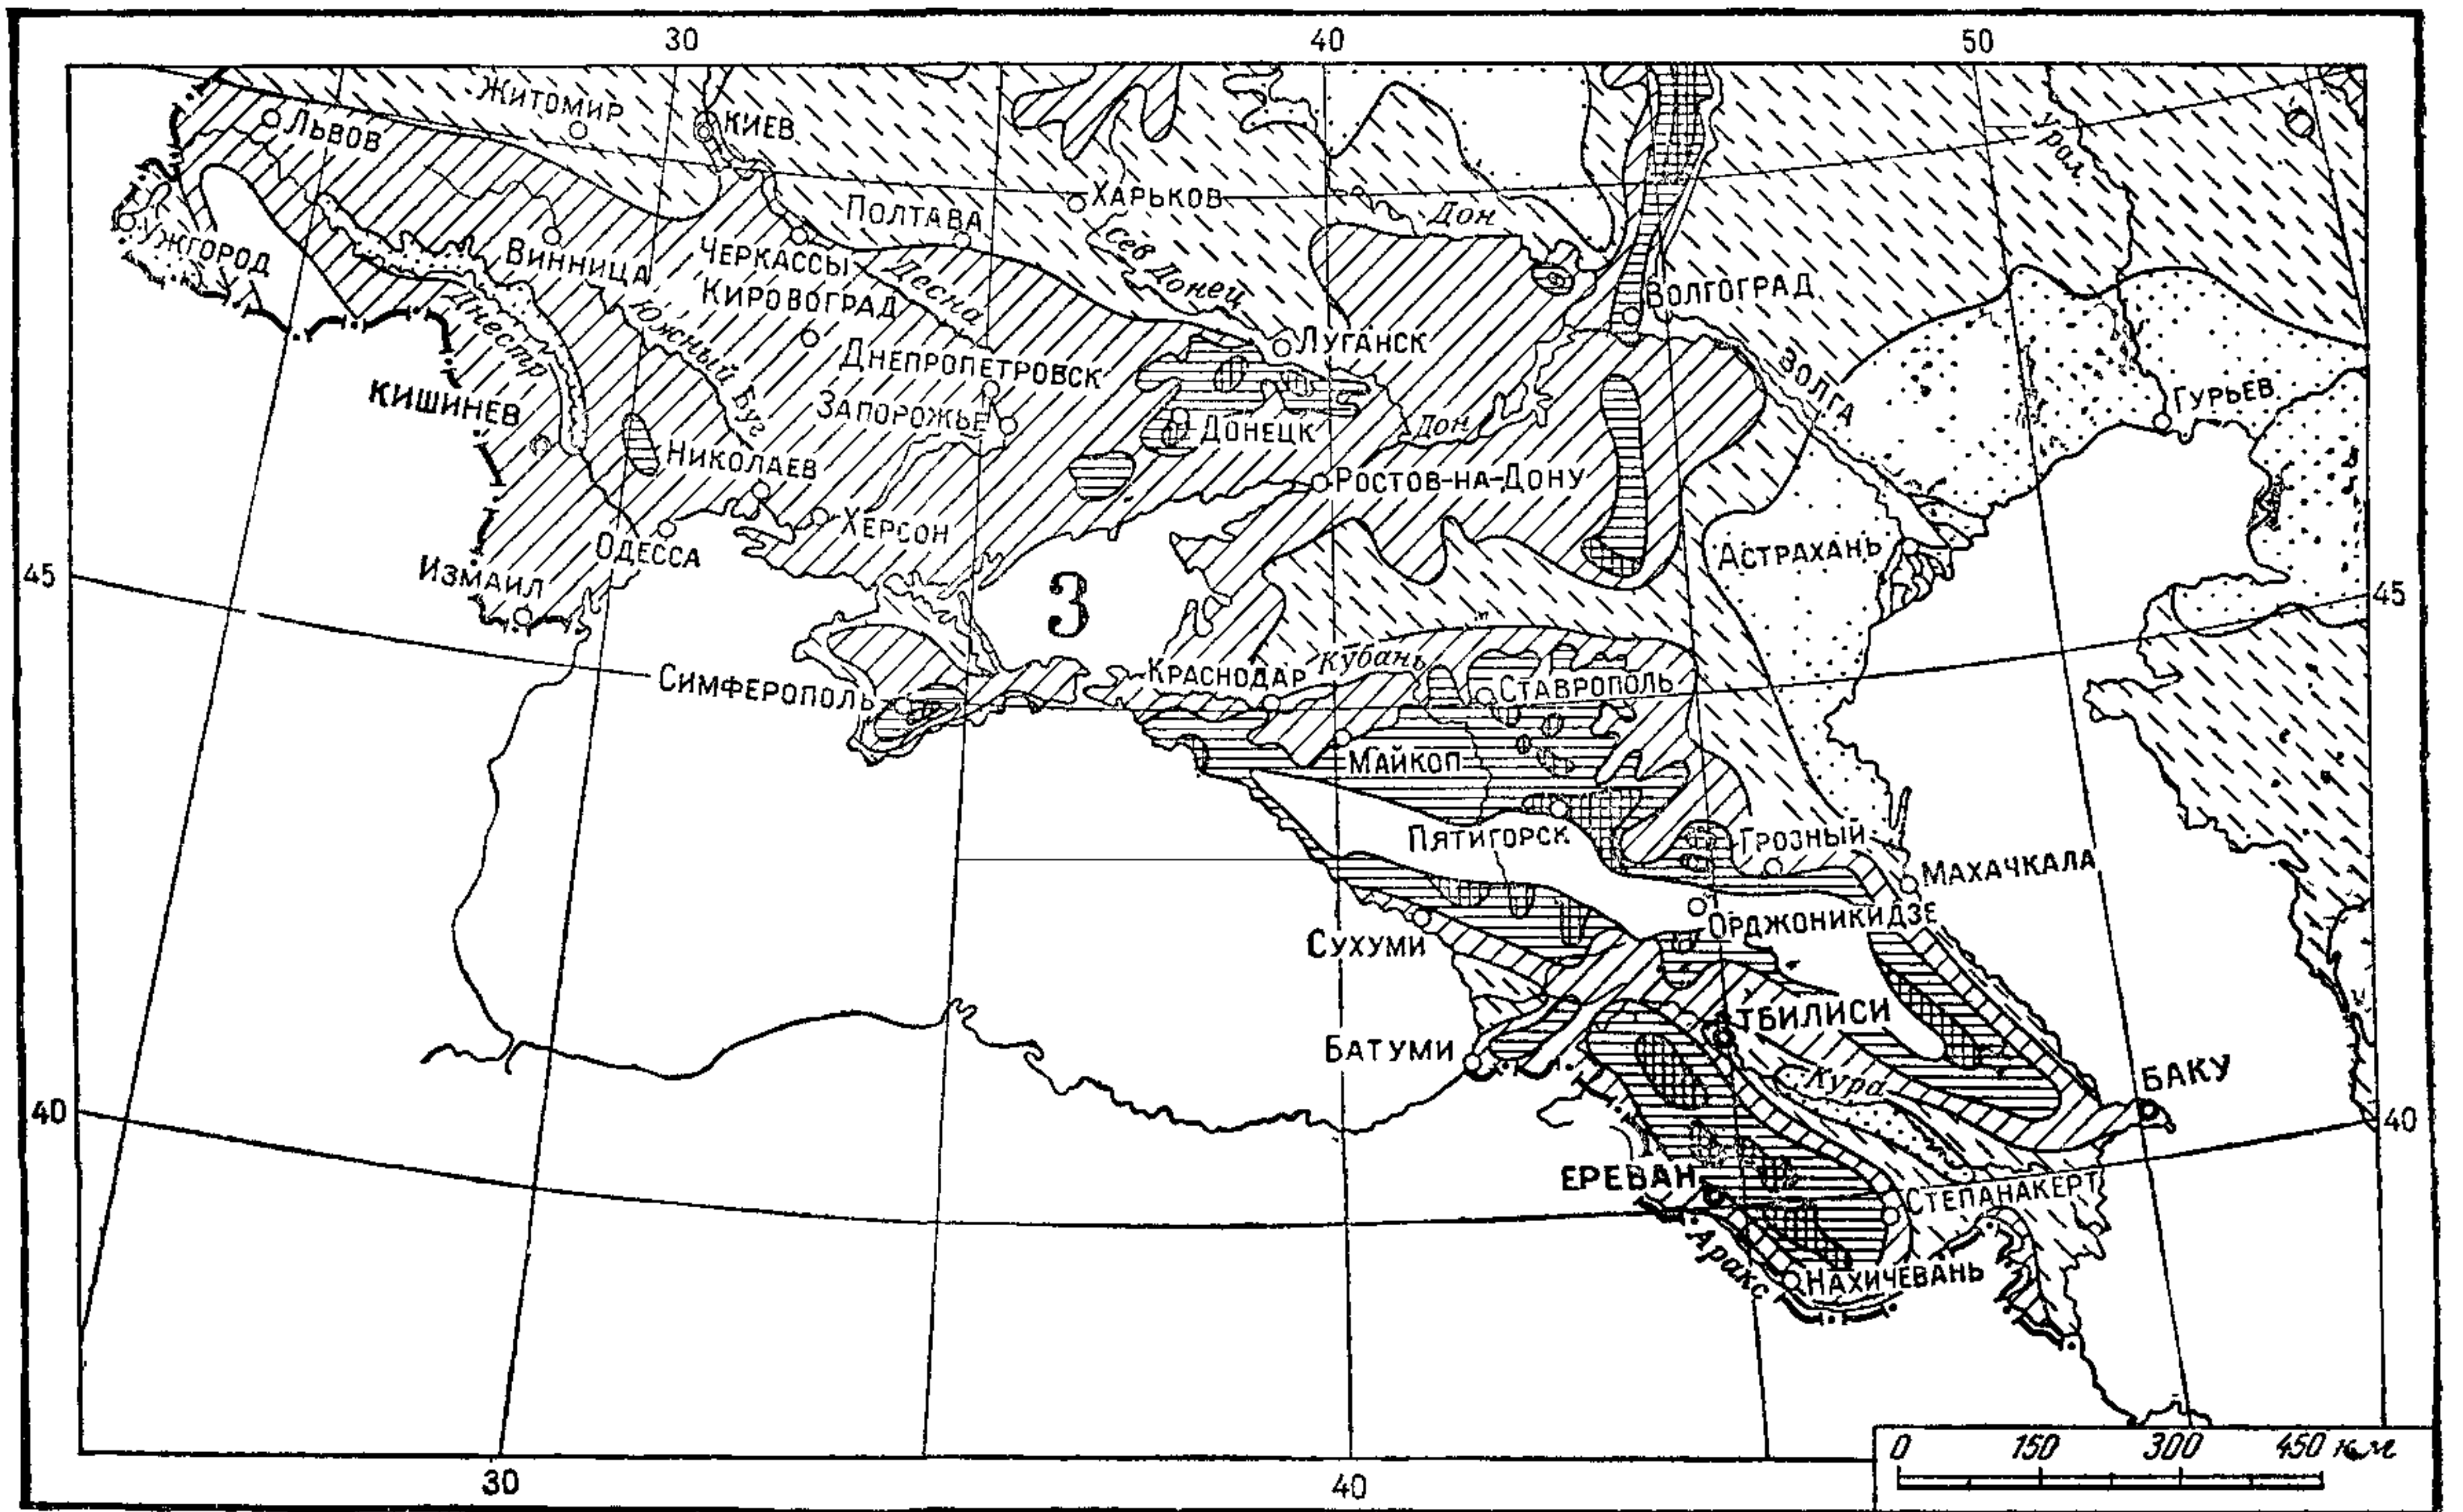 30 40 50
ЖИТОМИР
КИЕВ
ЛЬВОВ
Урал
ХАРЬКОВ
ПОЛТАВА
Дон
УЖГОРОД
ВИННИЦА
ЧЕРКАССЫ
Сев Донец
Десна
КИРОВОГРАД
ВОЛГОГРАД
Днестр
Южный Буг
ЛУГАНСК
ДНЕПРОПЕТРОВСК
ВОЛГА
КИШИНЕВ
ЗАПОРОЖЬЕ
ДОНЕЦК
Дон
ГУРЬЕВ
НИКОЛАЕВ
РОСТОВ-НА-ДОНУ
ХЕРСОН
ОДЕССА
АСТРАХАНЬ
45
ИЗМАИЛ
3
45
СИМФЕРОПОЛЬ
КРАСНОДАР
Кубань
СТАВРОПОЛЬ
МАЙКОП
ПЯТИГОРСК
ГРОЗНЫЙ
МАХАЧКАЛА
ОРДЖОНИКИДЗЕ
СУХУМИ
ТБИЛИСИ
БАТУМИ
Кура
БАКУ
40
40
ЕРЕВАН
СТЕПАНАКЕРТ
Аракс
НАХИЧЕВАНЬ
0 150 300 450 км
30 40